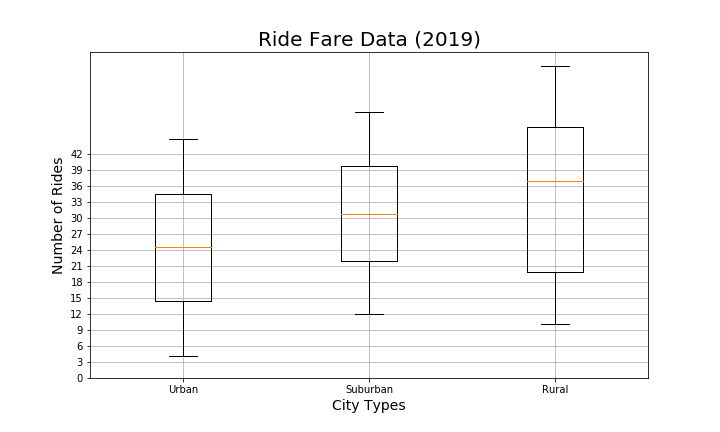 Ride Fare Data (2019)
Number of Rides
42
39
36
33
30
27
24
21
18
15
12
9
6
3
0
Urban
Suburban
Rural
City Types